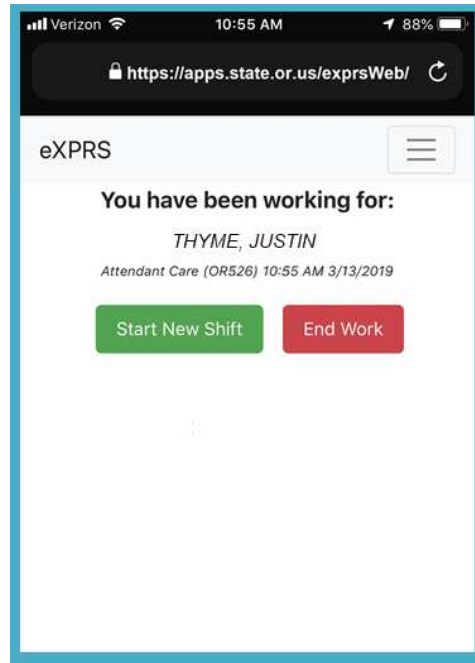 Verizon 10:55 AM 88%
https://apps.state.or.us/exprsWeb/
eXPRS
You have been working for:
THYME, JUSTIN
Attendant Care (OR526) 10:55 AM 3/13/2019
Start New Shift End Work